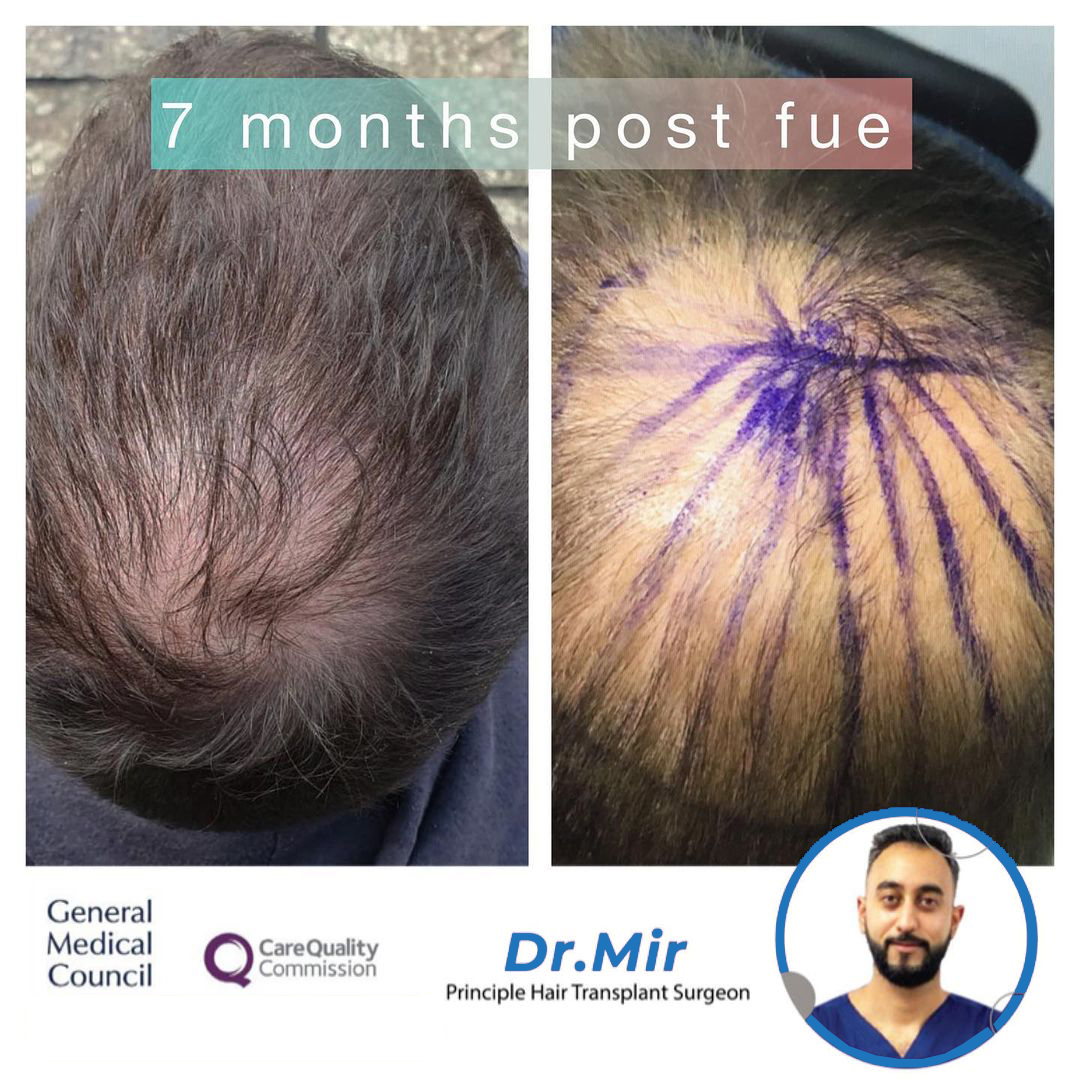 7 months post fue
General
Medical
Council
CareQuality
Commission
Dr.Mir
Principle Hair Transplant Surgeon